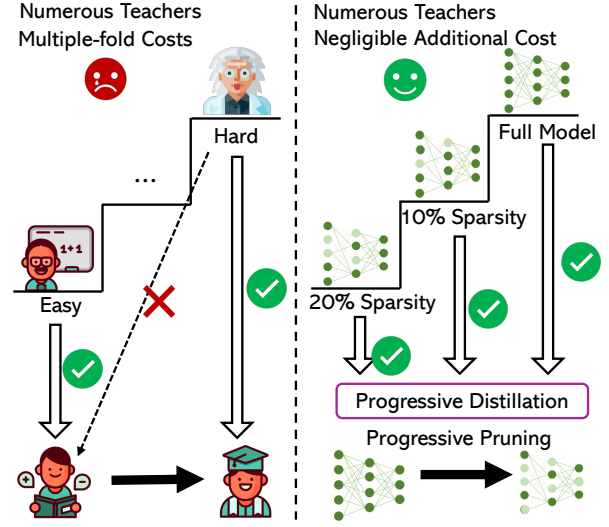 Numerous Teachers
Multiple-fold Costs
Hard
...
1+1
Easy
+
−
Numerous Teachers
Negligible Additional Cost
Full Model
10% Sparsity
20% Sparsity
Progressive Distillation
Progressive Pruning